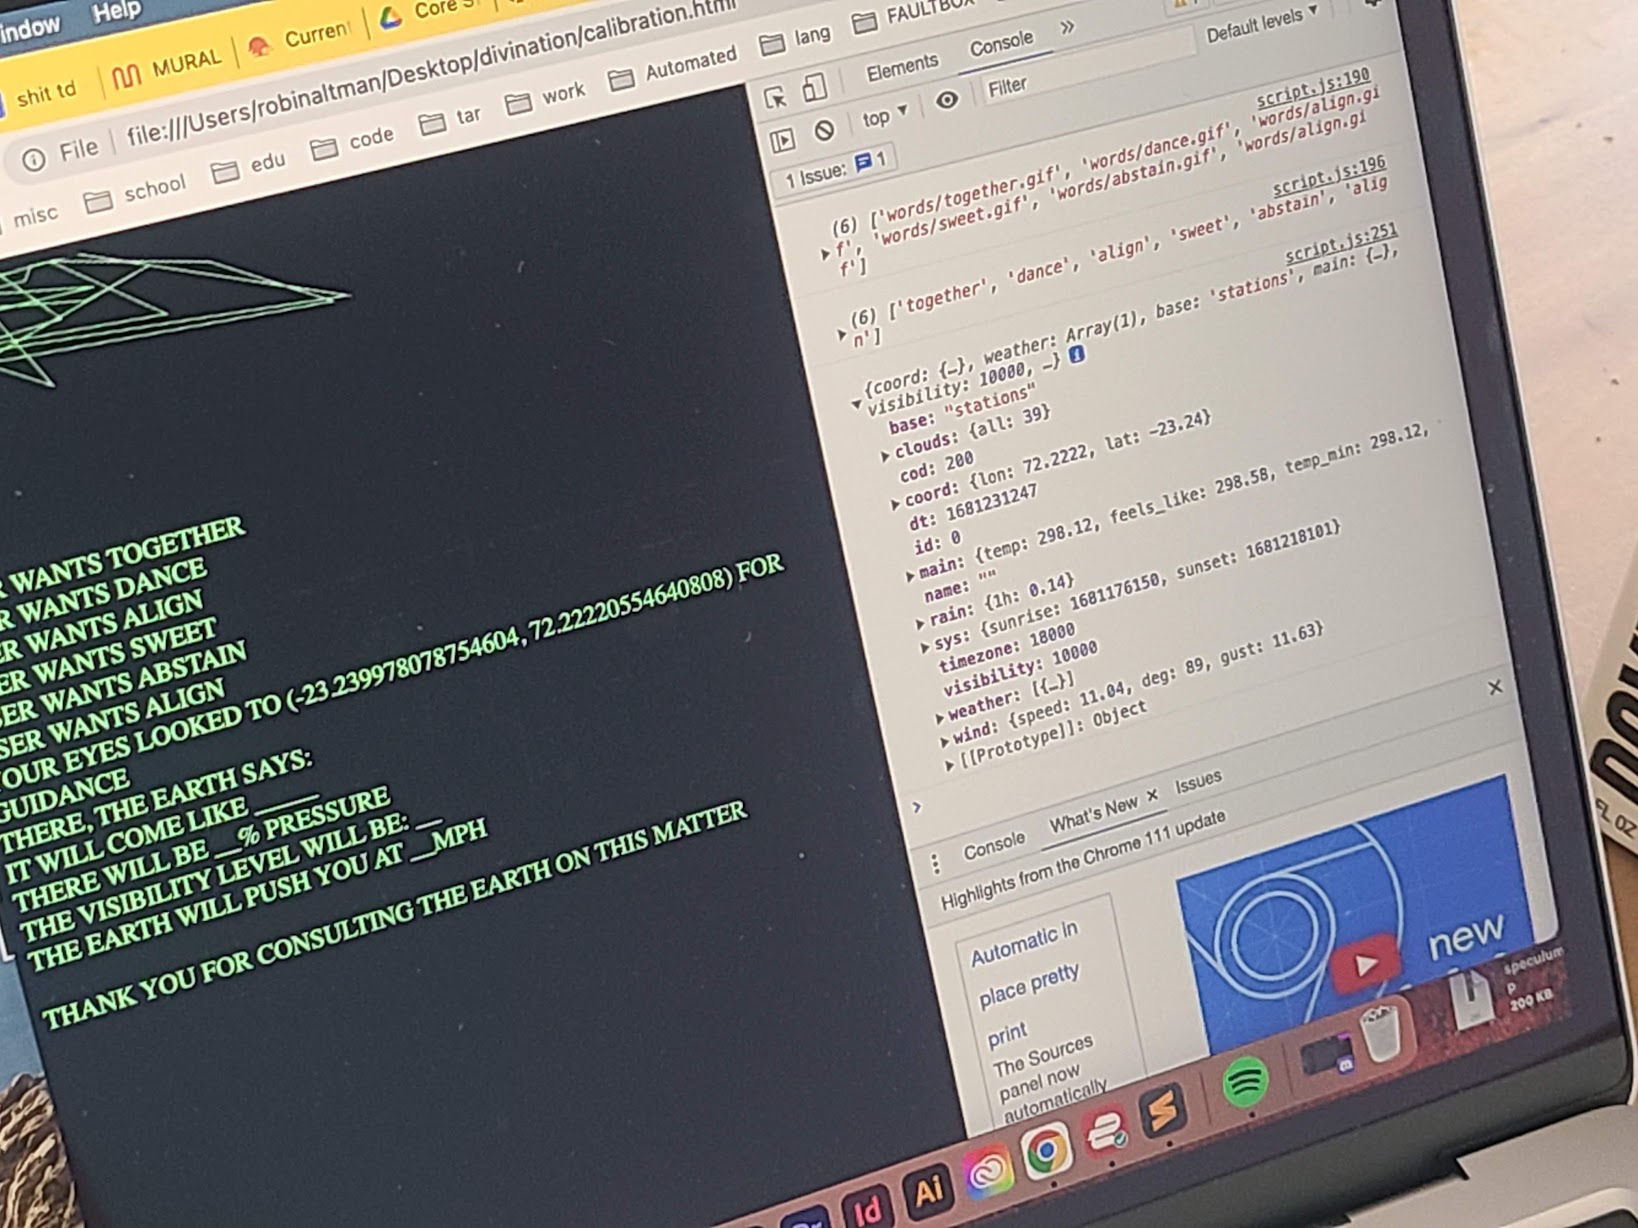 indow Help
shit td MURAL Current Core S
File file:///Users/robinaltman/Desktop/divination/calibration.html
misc school edu code tar work Automated lang FAULTBOX
R WANTS TOGETHER
R WANTS DANCE
ER WANTS ALIGN
ER WANTS SWEET
SER WANTS ABSTAIN
SER WANTS ALIGN
YOUR EYES LOOKED TO (-23.239978078754604, 72.22220554640808) FOR
GUIDANCE
THERE, THE EARTH SAYS:
IT WILL COME LIKE _____
THERE WILL BE __% PRESSURE
THE VISIBILITY LEVEL WILL BE: __
THE EARTH WILL PUSH YOU AT __MPH
THANK YOU FOR CONSULTING THE EARTH ON THIS MATTER
Elements Console »
top Filter Default levels
1 Issue: 1
script.js:190
(6) ['words/together.gif', 'words/dance.gif', 'words/align.gi
f', 'words/sweet.gif', 'words/abstain.gif', 'words/align.gi
f']
script.js:196
(6) ['together', 'dance', 'align', 'sweet', 'abstain', 'alig
n']
script.js:251
{coord: {…}, weather: Array(1), base: 'stations', main: {…},
visibility: 10000, …}
base: "stations"
clouds: {all: 39}
cod: 200
coord: {lon: 72.2222, lat: -23.24}
dt: 1681231247
id: 0
main: {temp: 298.12, feels_like: 298.58, temp_min: 298.12,
name: ""
rain: {1h: 0.14}
sys: {sunrise: 1681176150, sunset: 1681218101}
timezone: 18000
visibility: 10000
weather: [{…}]
wind: {speed: 11.04, deg: 89, gust: 11.63}
[[Prototype]]: Object
Console What's New × Issues
Highlights from the Chrome 111 update
Automatic in
place pretty
print
The Sources
panel now
automatically
new
speculum
p
200 KB
Id Ai
FL OZ